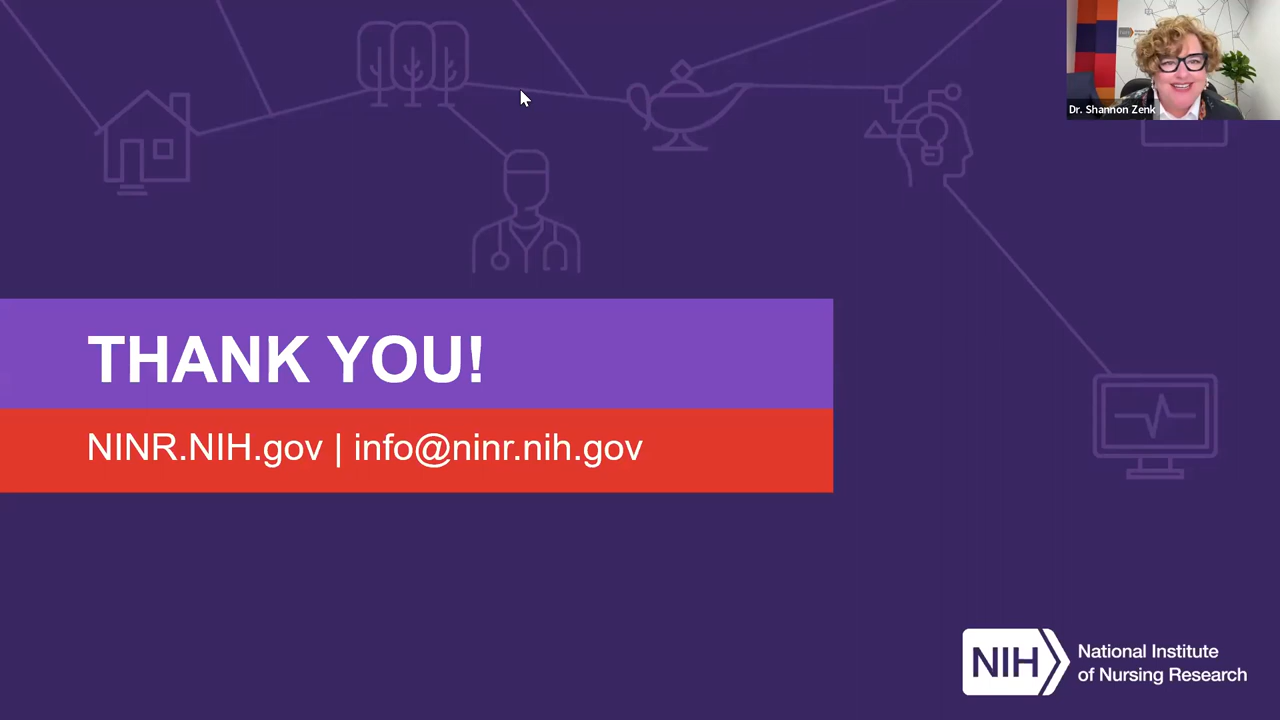 Dr. Shannon Zenk
THANK YOU!
NINR.NIH.gov | info@ninr.nih.gov
NIH
National Institute
of Nursing Research